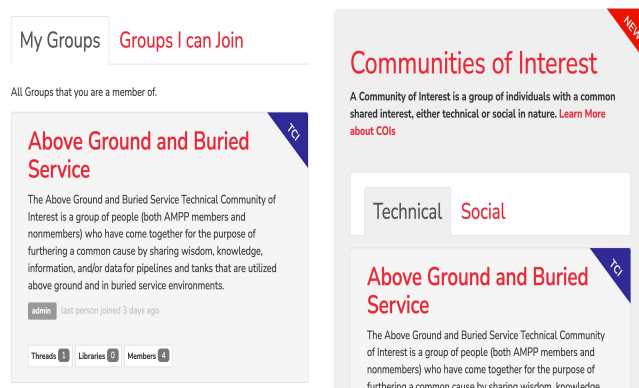 My Groups
Groups I can Join
All Groups that you are a member of.
TCI
Above Ground and Buried
Service
The Above Ground and Buried Service Technical Community of
Interest is a group of people (both AMPP members and
nonmembers) who have come together for the purpose of
furthering a common cause by sharing wisdom, knowledge,
information, and/or data for pipelines and tanks that are utilized
above ground and in buried service environments.
admin last person joined 3 days ago
Threads 1 Libraries 0 Members 4
NEW
Communities of Interest
A Community of Interest is a group of individuals with a common
shared interest, either technical or social in nature. Learn More
about COIs
Technical
Social
TCI
Above Ground and Buried
Service
The Above Ground and Buried Service Technical Community
of Interest is a group of people (both AMPP members and
nonmembers) who have come together for the purpose of
furthering a common cause by sharing wisdom, knowledge